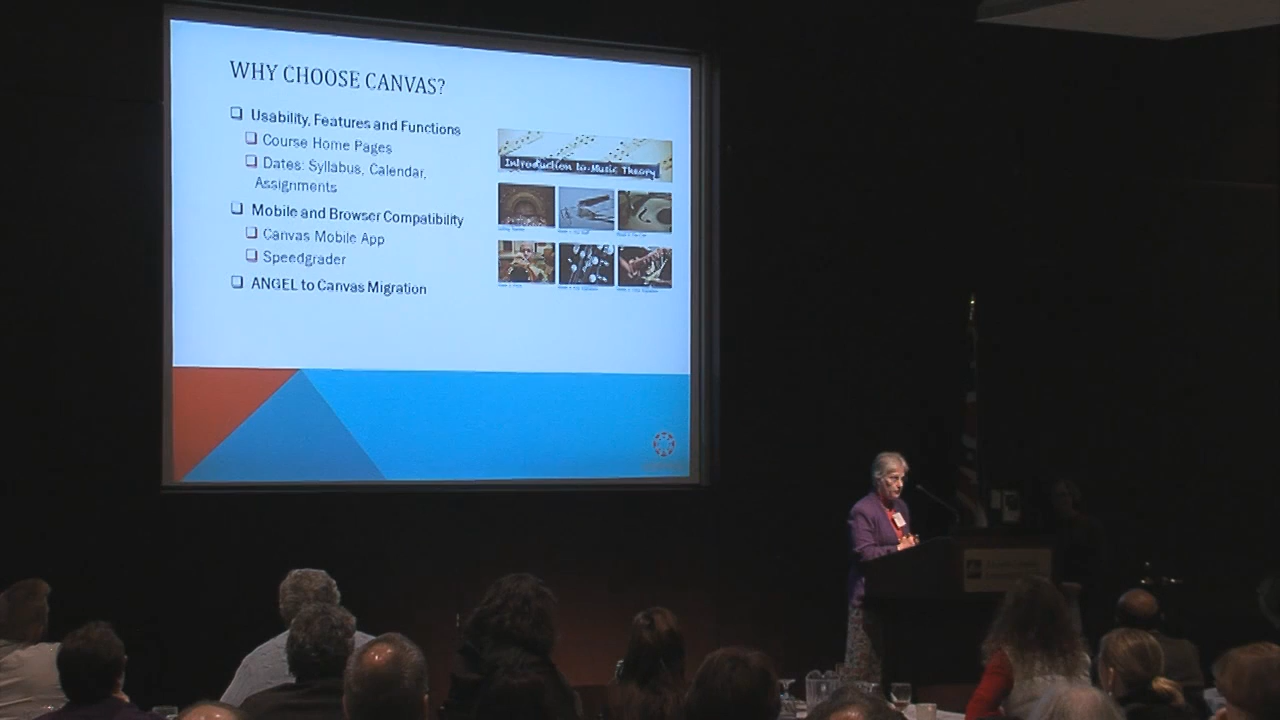 WHY CHOOSE CANVAS?
Usability, Features and Functions
Course Home Pages
Dates: Syllabus, Calendar,
Assignments
Mobile and Browser Compatibility
Canvas Mobile App
Speedgrader
ANGEL to Canvas Migration
Introduction to Music Theory